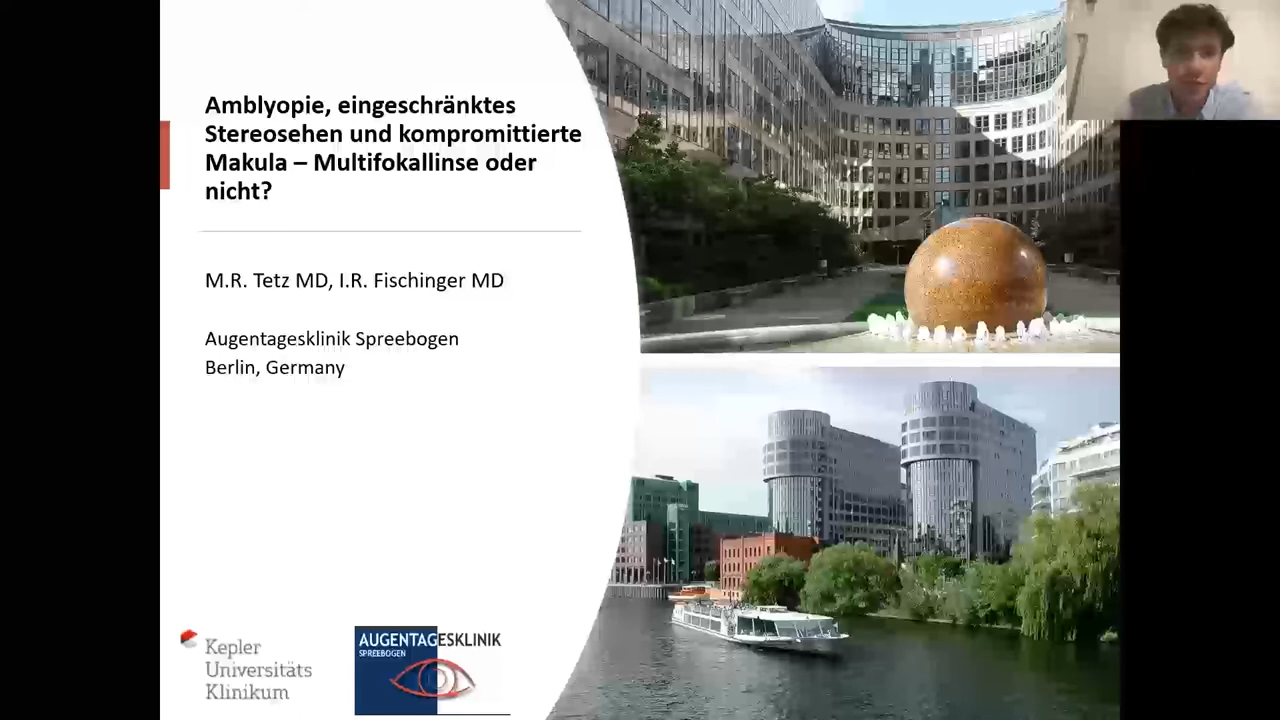 Amblyopie, eingeschränktes
Stereosehen und kompromittierte
Makula – Multifokallinse oder
nicht?
M.R. Tetz MD, I.R. Fischinger MD
Augentagesklinik Spreebogen
Berlin, Germany
Kepler
Universitäts
Klinikum
AUGENTAGESKLINIK
SPREEBOGEN